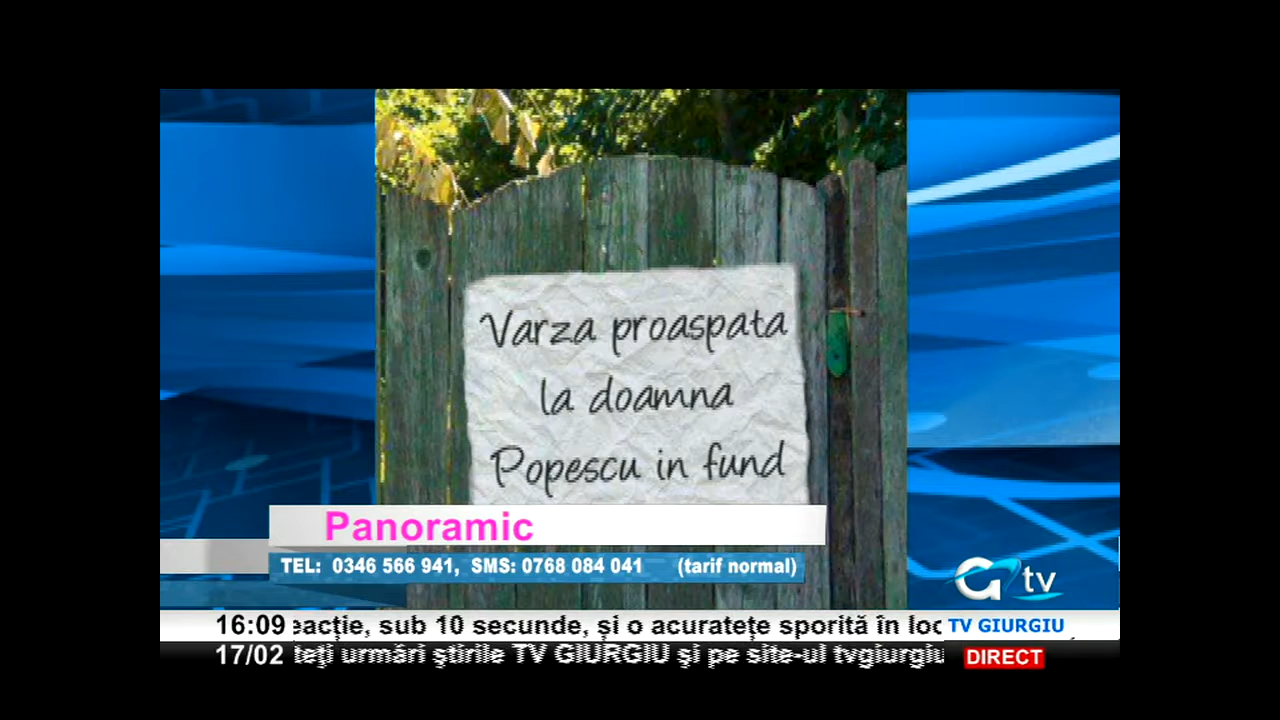 Varza proaspata
la doamna
Popescu in fund
Panoramic
TEL: 0346 566 941, SMS: 0768 084 041 (tarif normal)
G tv
16:09 eacție, sub 10 secunde, și o acuratețe sporită în loc TV GIURGIU
17/02 teți urmări ştirile TV GIURGIU şi pe site-ul tvgiurgiu DIRECT